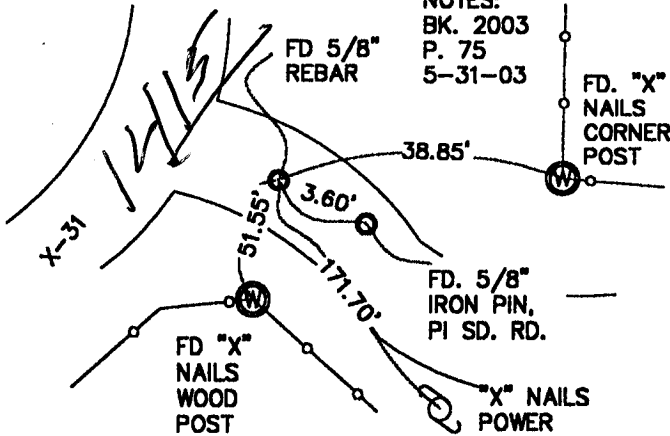 NOTES:
BK. 2003
P. 75
5-31-03
FD 5/8"
REBAR
FD. "X"
NAILS
CORNER
POST
1415
X-31
38.85'
3.60'
51.55'
171.70'
W
W
FD. 5/8"
IRON PIN,
PI SD. RD.
FD "X"
NAILS
WOOD
POST
"X" NAILS
POWER